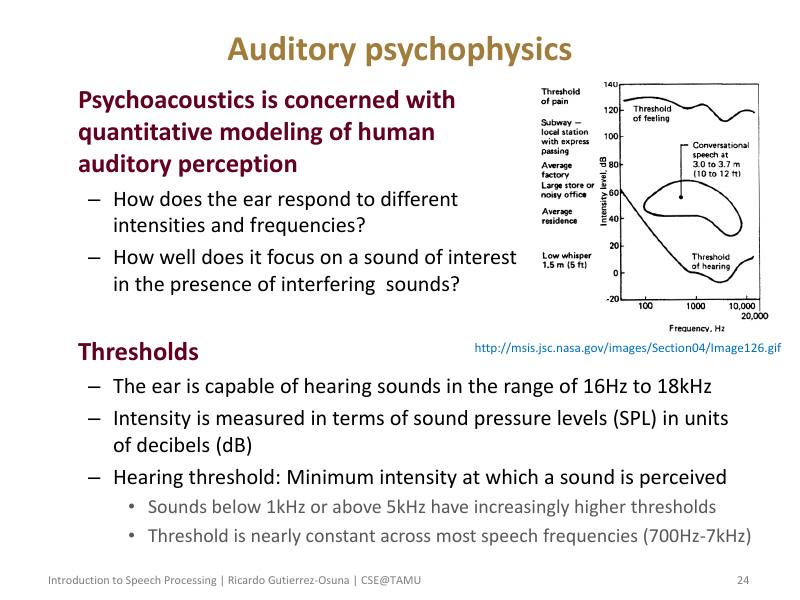 Auditory psychophysics
Psychoacoustics is concerned with
quantitative modeling of human
auditory perception
– How does the ear respond to different
intensities and frequencies?
– How well does it focus on a sound of interest
in the presence of interfering  sounds?
Threshold
of pain
Subway –
local station
with express
passing
Average
factory
Large store or
noisy office
Average
residence
Low whisper
1.5 m (5 ft)
Intensity level, dB
140
120
100
80
60
40
20
0
-20
Threshold
of feeling
Conversational
speech at
3.0 to 3.7 m
(10 to 12 ft)
Threshold
of hearing
100 1000 10,000
20,000
Frequency, Hz
http://msis.jsc.nasa.gov/images/Section04/Image126.gif
Thresholds
– The ear is capable of hearing sounds in the range of 16Hz to 18kHz
– Intensity is measured in terms of sound pressure levels (SPL) in units
of decibels (dB)
– Hearing threshold: Minimum intensity at which a sound is perceived
• Sounds below 1kHz or above 5kHz have increasingly higher thresholds
• Threshold is nearly constant across most speech frequencies (700Hz-7kHz)
Introduction to Speech Processing | Ricardo Gutierrez-Osuna | CSE@TAMU
24